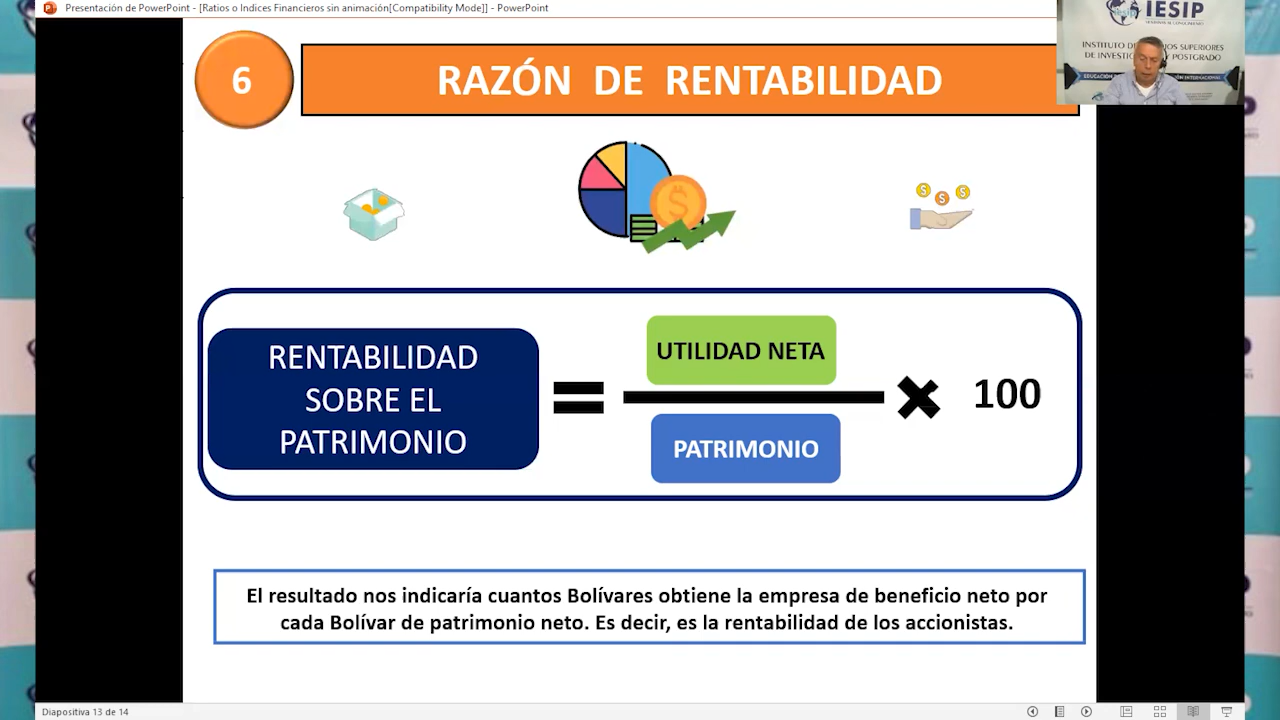 Presentación de PowerPoint - [Ratios o Indices Financieros sin animación[Compatibility Mode]] - PowerPoint
IESIP
6
RAZÓN DE RENTABILIDAD
RENTABILIDAD
SOBRE EL
PATRIMONIO
=
UTILIDAD NETA
PATRIMONIO
× 100
El resultado nos indicaría cuantos Bolívares obtiene la empresa de beneficio neto por
cada Bolívar de patrimonio neto. Es decir, es la rentabilidad de los accionistas.
Diapositiva 13 de 14